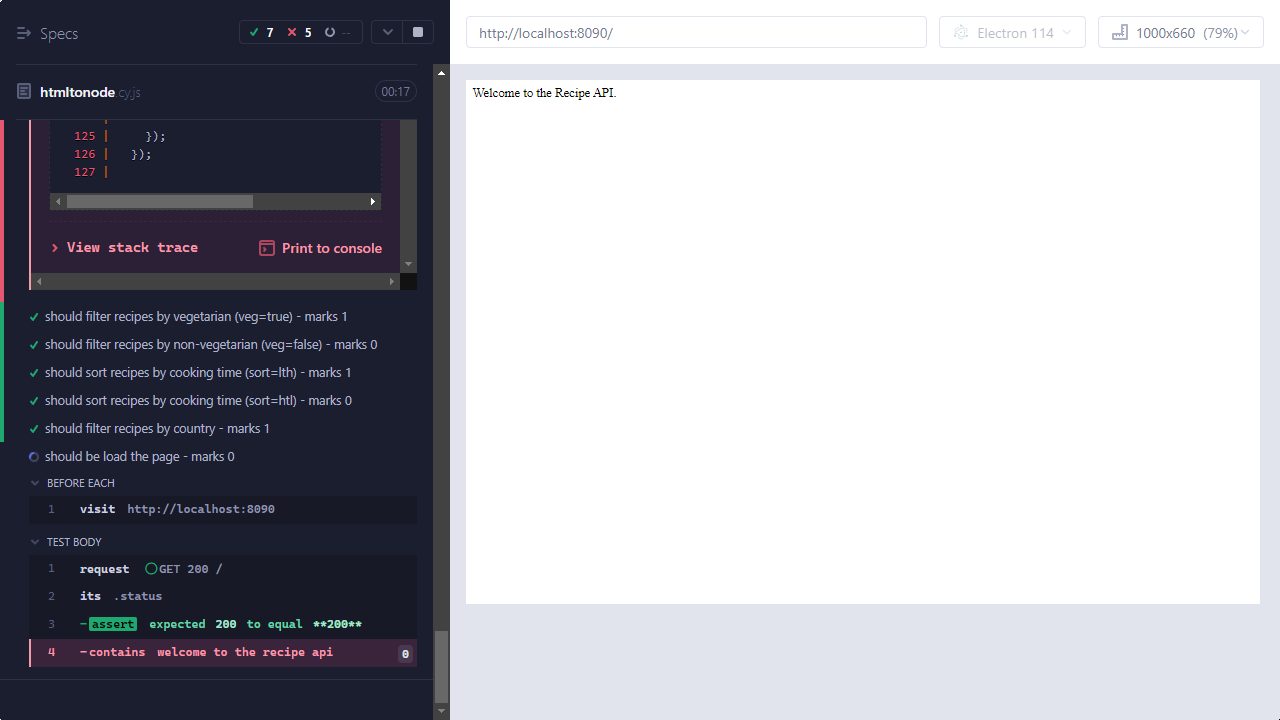 Specs
7
5
--
htmltonode.cy.js
00:17
125 |     });
126 |   });
127 |
View stack trace
Print to console
should filter recipes by vegetarian (veg=true) - marks 1
should filter recipes by non-vegetarian (veg=false) - marks 0
should sort recipes by cooking time (sort=lth) - marks 1
should sort recipes by cooking time (sort=htl) - marks 0
should filter recipes by country - marks 1
should be load the page - marks 0
BEFORE EACH
1 visit http://localhost:8090
TEST BODY
1 request GET 200 /
2 its .status
3 -assert expected 200 to equal **200**
4 -contains welcome to the recipe api 0
http://localhost:8090/
Electron 114
1000x660 (79%)
Welcome to the Recipe API.